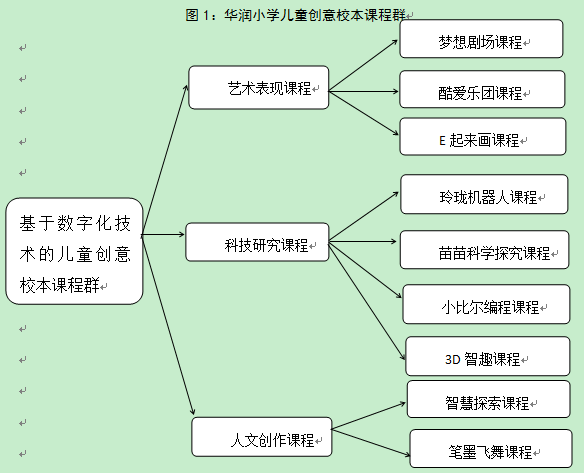 图 1：华润小学儿童创意校本课程群
基于数字化技
术的儿童创意
校本课程群
艺术表现课程
梦想剧场课程
酷爱乐团课程
E 起来画课程
科技研究课程
玲珑机器人课程
苗苗科学探究课程
小比尔编程课程
3D 智趣课程
人文创作课程
智慧探索课程
笔墨飞舞课程